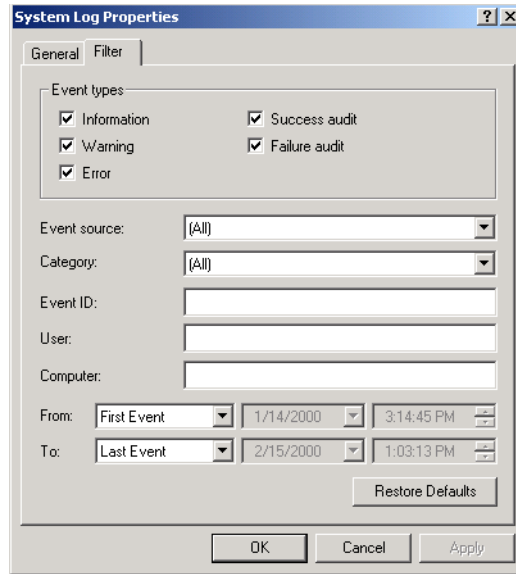 System Log Properties
General Filter
Event types
Information Success audit
Warning Failure audit
Error
Event source: (All)
Category: (All)
Event ID:
User:
Computer:
From: First Event 1/14/2000 3:14:45 PM
To: Last Event 2/15/2000 1:03:13 PM
Restore Defaults
OK Cancel Apply